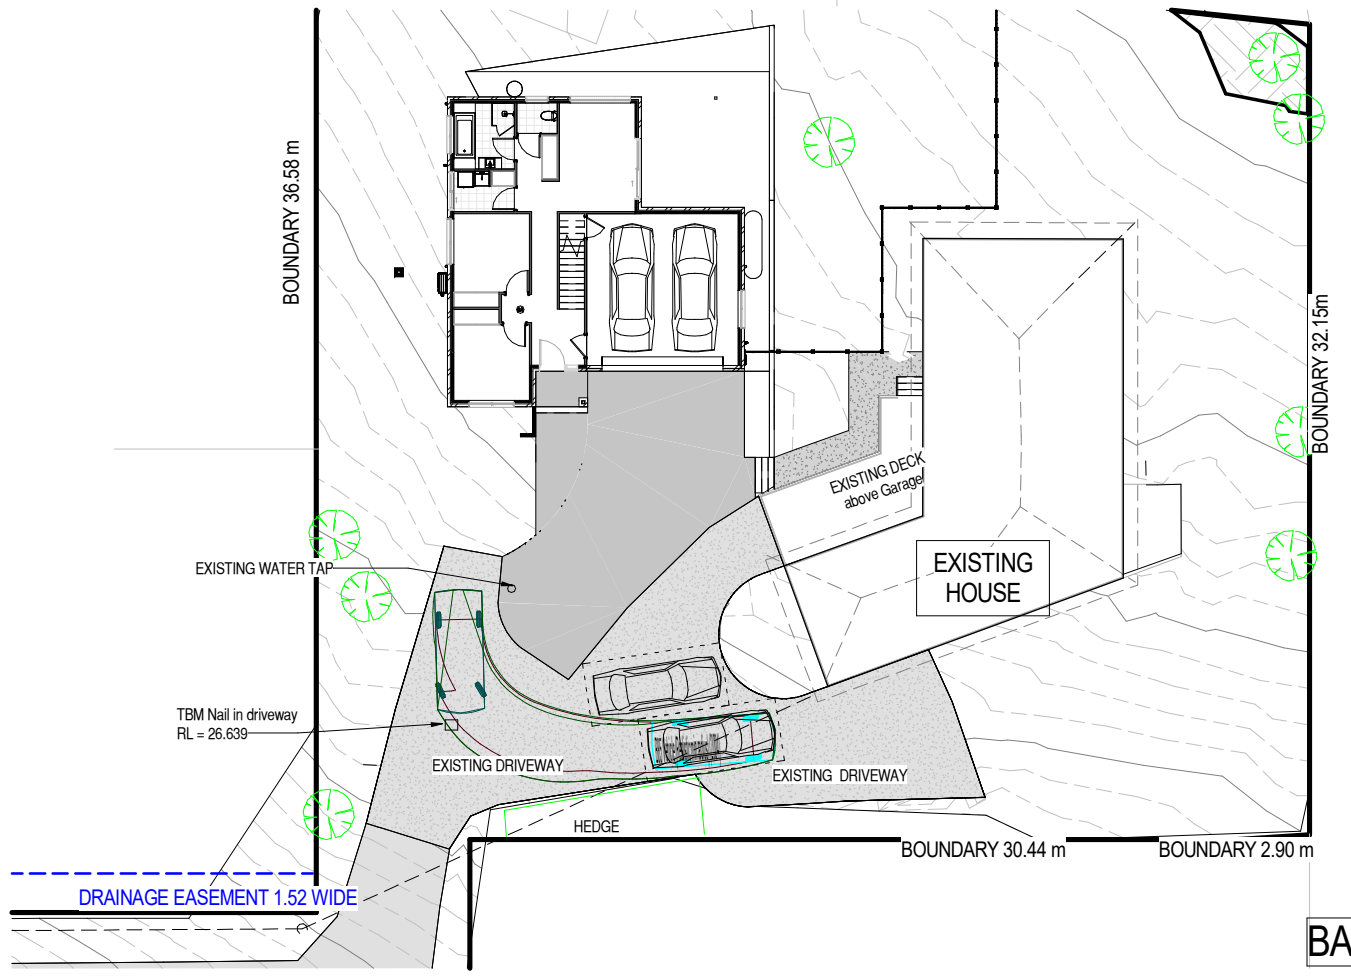 BOUNDARY 36.58 m
BOUNDARY 32.15m
EXISTING DECK
above Garage
EXISTING
HOUSE
EXISTING WATER TAP
TBM Nail in driveway
RL = 26.639
EXISTING DRIVEWAY
EXISTING DRIVEWAY
HEDGE
BOUNDARY 30.44 m
BOUNDARY 2.90 m
DRAINAGE EASEMENT 1.52 WIDE
BA